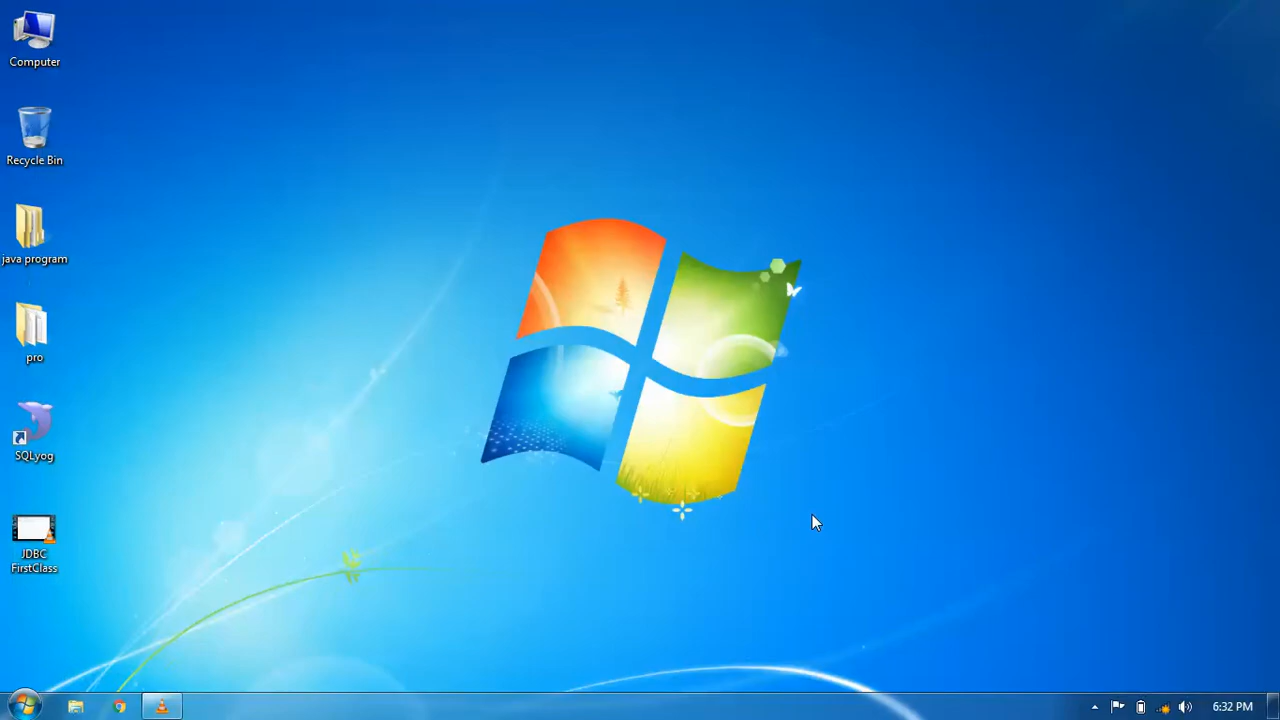 Computer
Recycle Bin
java program
pro
SQLyog
JDBC
FirstClass
6:32 PM